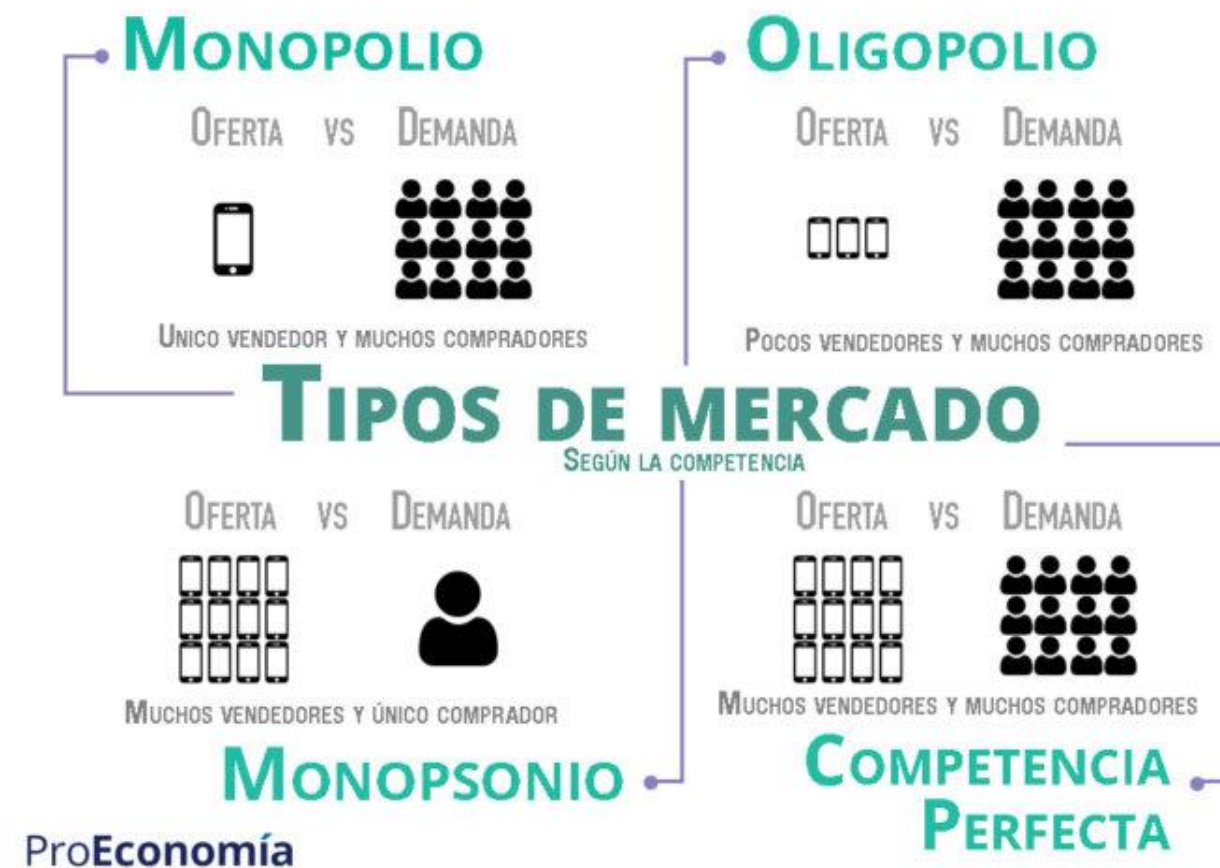 MONOPOLIO
OFERTA VS DEMANDA
UNICO VENDEDOR Y MUCHOS COMPRADORES
OLIGOPOLIO
OFERTA VS DEMANDA
POCOS VENDEDORES Y MUCHOS COMPRADORES
TIPOS DE MERCADO
SEGÚN LA COMPETENCIA
OFERTA VS DEMANDA
MUCHOS VENDEDORES Y ÚNICO COMPRADOR
MONOPSONIO
OFERTA VS DEMANDA
MUCHOS VENDEDORES Y MUCHOS COMPRADORES
COMPETENCIA
PERFECTA
ProEconomía